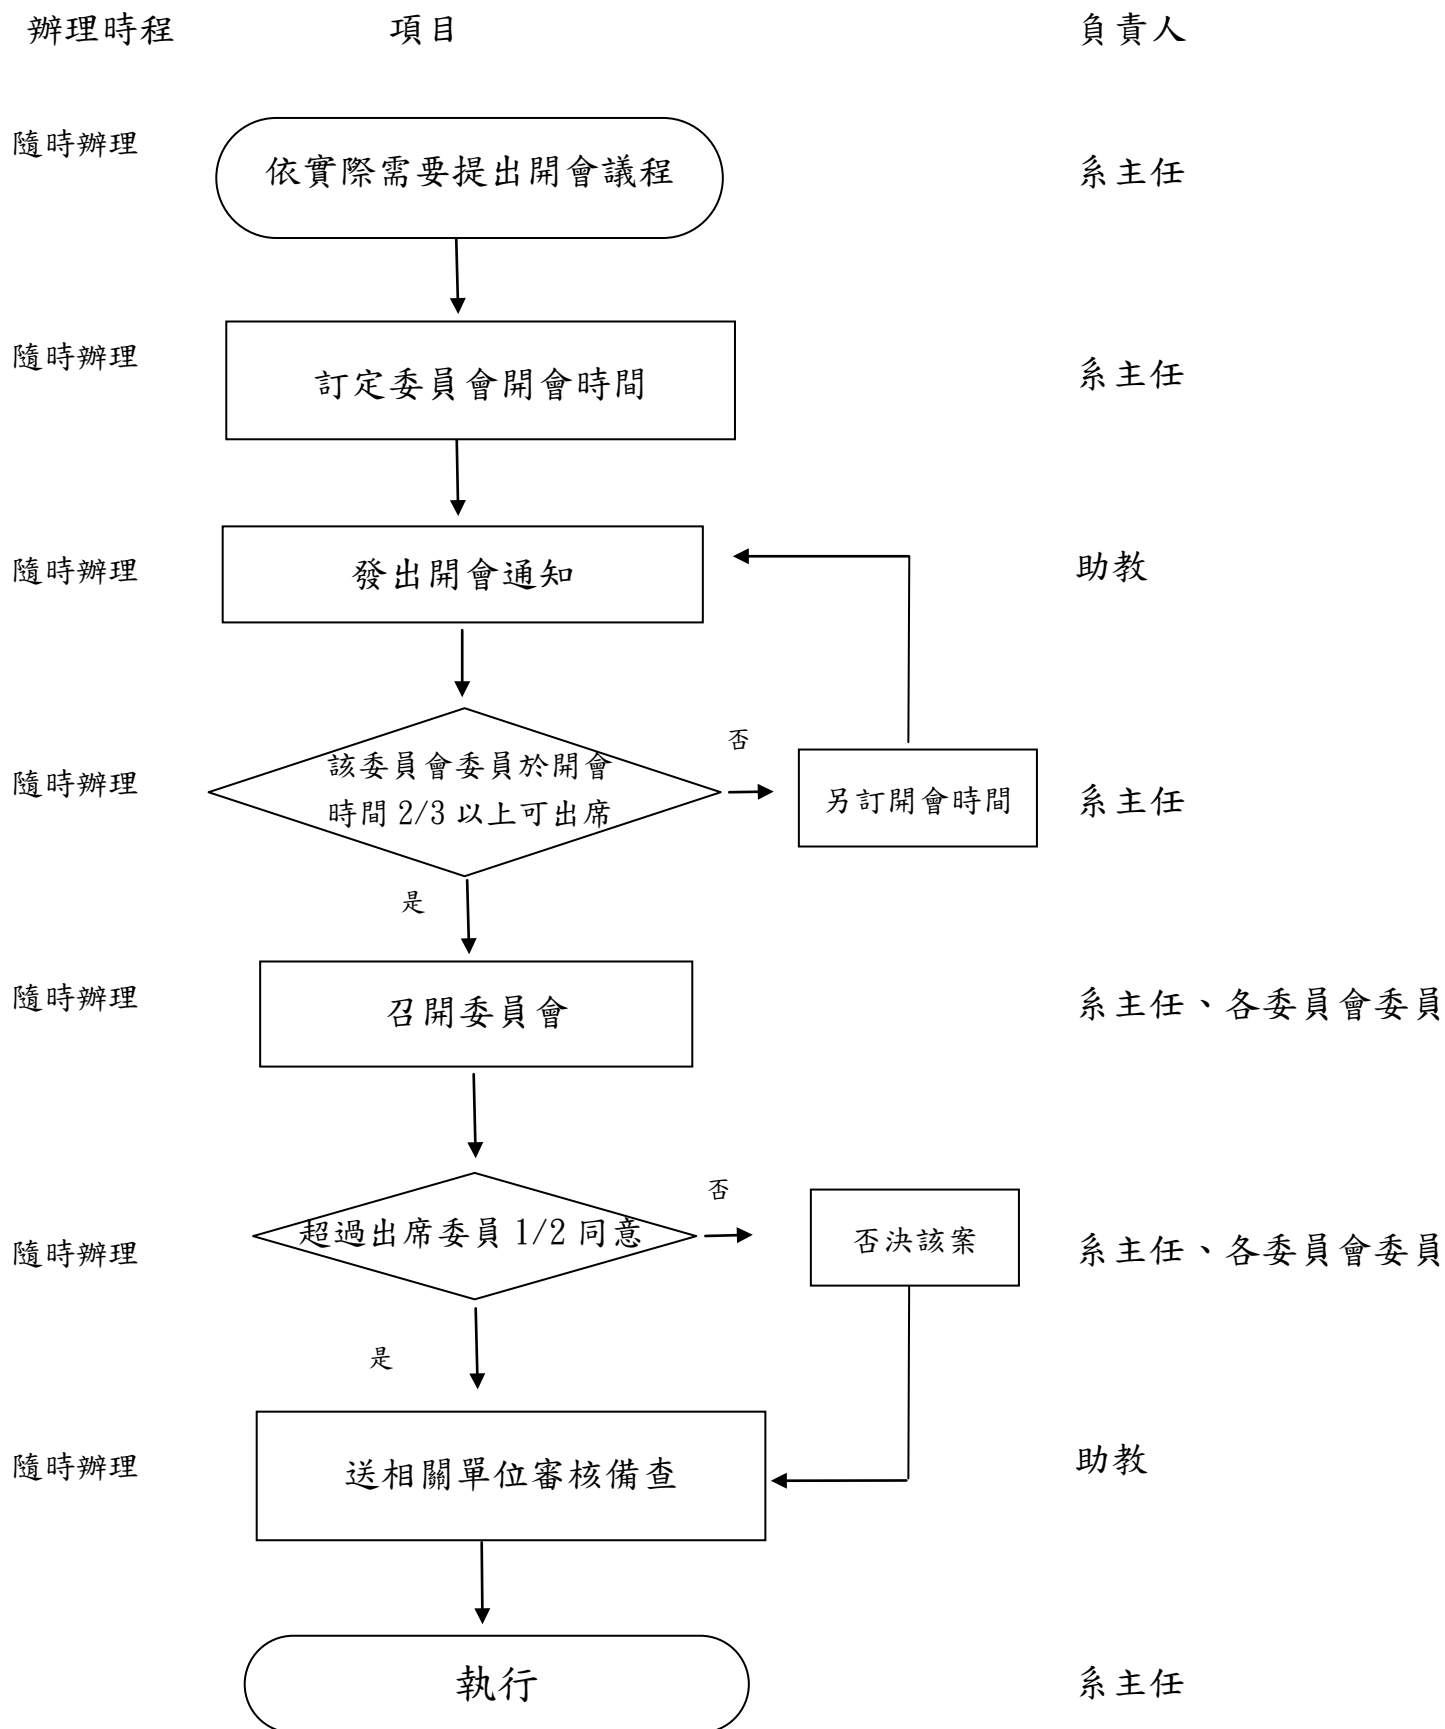 辦理時程 項目 負責人
隨時辦理 依實際需要提出開會議程 系主任
隨時辦理 訂定委員會開會時間 系主任
隨時辦理 發出開會通知 助教
否
隨時辦理 該委員會委員於開會 另訂開會時間 系主任
時間 2/3 以上可出席
是
隨時辦理 召開委員會 系主任、各委員會委員
否
隨時辦理 超過出席委員 1/2 同意 否決該案 系主任、各委員會委員
是
隨時辦理 送相關單位審核備查 助教
執行 系主任